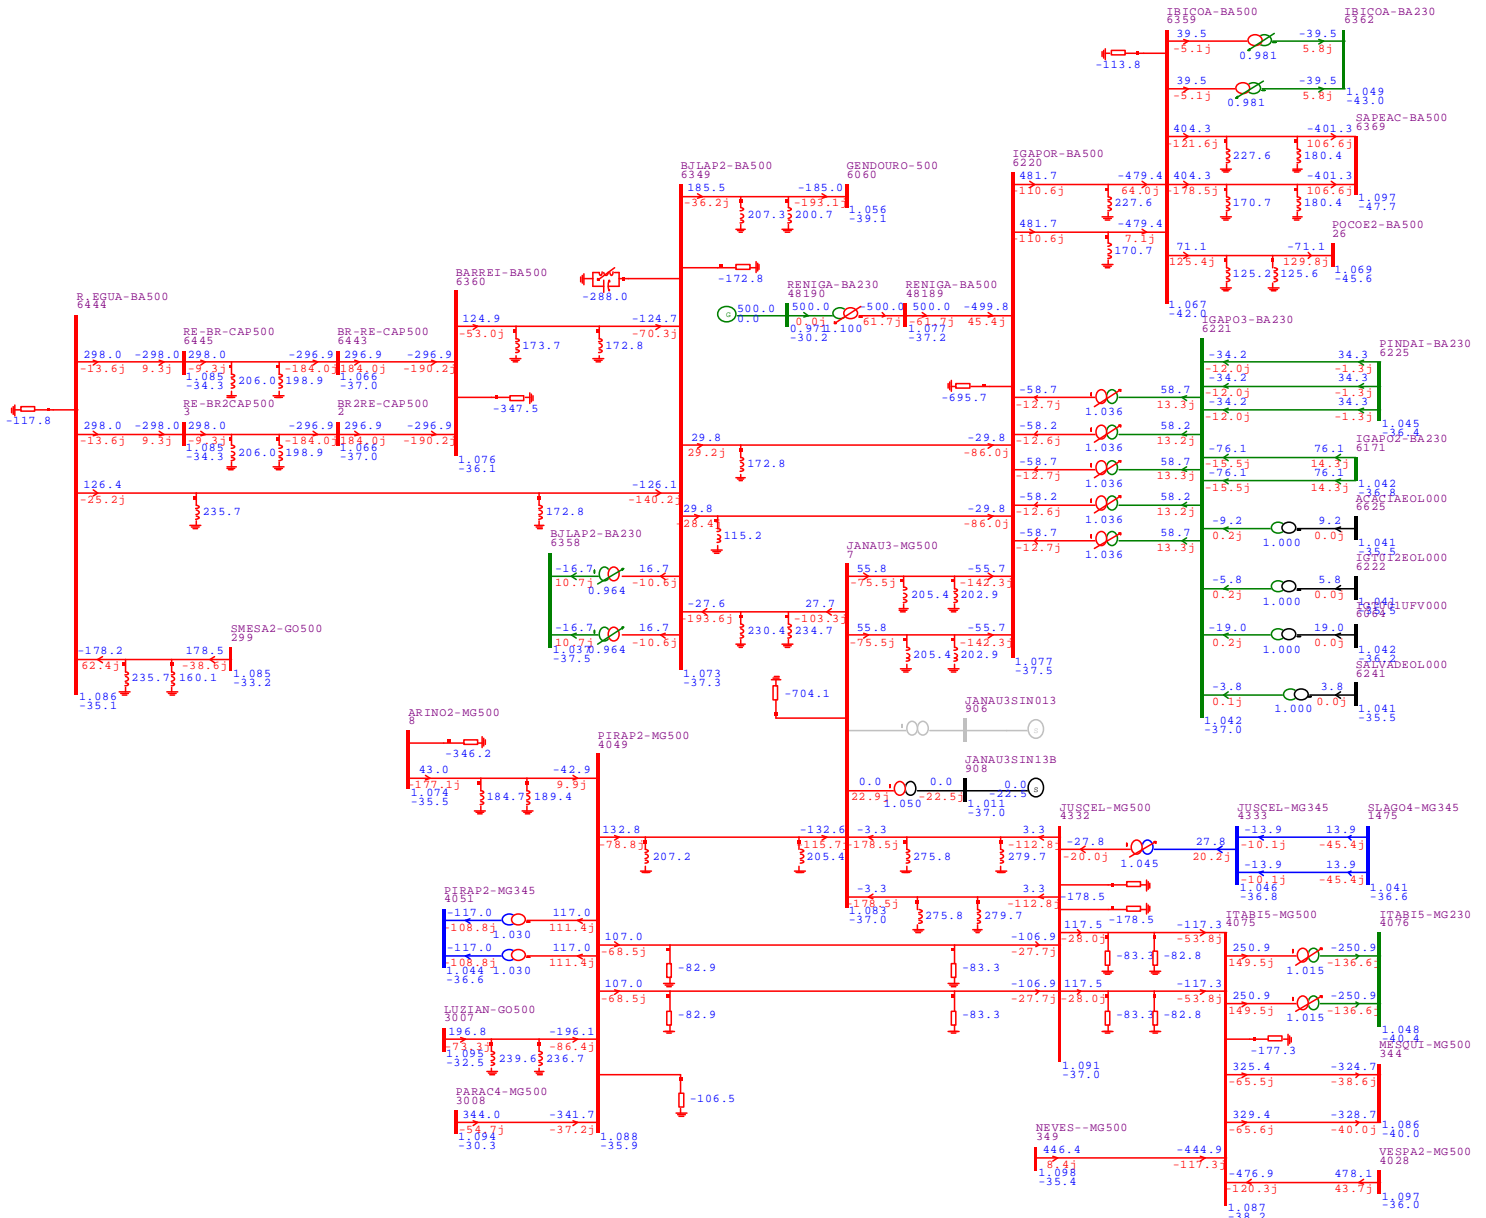 IBICOA-BA500
6359
IBICOA-BA230
6362
39.5
-39.5
-5.1j
5.8j
0.981
-113.8
39.5
-39.5
-5.1j
5.8j
0.981
1.049
-43.0
SAPEAC-BA500
6369
404.3
-401.3
-121.6j
106.6j
227.6
180.4
404.3
-401.3
-178.5j
106.6j
170.7
180.4
1.097
-47.7
POCOE2-BA500
26
71.1
-71.1
125.4j
129.8j
125.2
125.6
1.069
-45.6
1.067
-42.0
IGAPOR-BA500
6220
481.7
-479.4
-110.6j
64.0j
227.6
481.7
-479.4
-110.6j
7.1j
170.7
BJLAP2-BA500
6349
GENDOURO-500
6060
185.5
-185.0
-36.2j
-193.1j
207.3
200.7
1.056
-39.1
-172.8
-288.0
RENIGA-BA230
48190
RENIGA-BA500
48189
500.0
0.0
G
500.0
0.0j
-500.0
-61.7j
500.0
-61.7j
-499.8
45.4j
0.971
1.100
-30.2
1.077
-37.2
BARREI-BA500
6360
124.9
-124.7
-53.0j
-70.3j
173.7
172.8
-347.5
1.076
-36.1
R.EGUA-BA500
6444
RE-BR-CAP500
6445
BR-RE-CAP500
6443
298.0
-298.0
298.0
-296.9
296.9
-296.9
-13.6j
9.3j
-9.3j
-184.0j
184.0j
-190.2j
1.085
-34.3
206.0
198.9
1.066
-37.0
RE-BR2CAP500
3
BR2RE-CAP500
2
-117.8
298.0
-298.0
298.0
-296.9
296.9
-296.9
-13.6j
9.3j
-9.3j
-184.0j
184.0j
-190.2j
1.085
-34.3
206.0
198.9
1.066
-37.0
126.4
-126.1
-25.2j
-140.2j
235.7
172.8
SMESA2-GO500
299
-178.2
178.5
62.4j
-38.6j
235.7
160.1
1.085
-33.2
1.086
-35.1
-695.7
29.8
-29.8
29.2j
-86.0j
172.8
29.8
-29.8
-28.4j
-86.0j
115.2
BJLAP2-BA230
6358
-16.7
16.7
10.7j
-10.6j
0.964
-16.7
16.7
10.7j
-10.6j
1.037
0.964
-37.5
-27.6
27.7
-193.6j
-103.3j
230.4
234.7
1.073
-37.3
JANAU3-MG500
7
55.8
-55.7
-75.5j
-142.3j
205.4
202.9
55.8
-55.7
-75.5j
-142.3j
205.4
202.9
1.077
-37.5
-704.1
-58.7
58.7
-12.7j
13.3j
1.036
-58.2
58.2
-12.6j
13.2j
1.036
-58.7
58.7
-12.7j
13.3j
1.036
-58.2
58.2
-12.6j
13.2j
1.036
-58.7
58.7
-12.7j
13.3j
1.036
IGAPO3-BA230
6221
PINDAI-BA230
6225
-34.2
34.3
-12.0j
-1.3j
-34.2
34.3
-12.0j
-1.3j
-34.2
34.3
-12.0j
-1.3j
1.045
-36.4
IGAPO2-BA230
6171
-76.1
76.1
-15.5j
14.3j
-76.1
76.1
-15.5j
14.3j
1.042
-36.8
ACACIAEOL000
6625
-9.2
9.2
0.2j
0.0j
1.000
1.041
-35.5
6222
-5.8
5.8
0.2j
0.0j
1.000
1.041
-35.5
-19.0
19.0
0.2j
0.0j
1.000
1.042
-36.2
SALVADEOL000
6241
-3.8
3.8
0.1j
0.0j
1.000
1.041
-35.5
1.042
-37.0
JANAU3SIN013
906
JANAU3SIN13B
908
0.0
0.0
0.0
22.9j
-22.5j
-22.5
S
1.050
1.011
-37.0
ARINO2-MG500
8
-346.2
43.0
-42.9
-177.1j
9.9j
184.7
189.4
1.074
-35.5
PIRAP2-MG500
4049
132.8
-132.6
-78.8j
-115.7j
207.2
205.4
-3.3
3.3
-178.5j
-112.8j
275.8
279.7
-3.3
3.3
-178.5j
-112.8j
275.8
279.7
1.083
-37.0
PIRAP2-MG345
4051
-117.0
117.0
-108.8j
111.4j
1.030
-117.0
117.0
-108.8j
111.4j
1.044
1.030
-36.6
107.0
-106.9
-68.5j
-27.7j
-82.9
-83.3
107.0
-106.9
-68.5j
-27.7j
-82.9
-83.3
LUZIAN-GO500
3007
196.8
-196.1
-73.3j
-86.4j
1.095
-32.5
239.6
236.7
-106.5
PARAC4-MG500
3008
344.0
-341.7
-54.7j
-37.2j
1.094
-30.3
1.088
-35.9
JUSCEL-MG500
4332
JUSCEL-MG345
4333
SLAGO4-MG345
1475
-27.8
27.8
-20.0j
20.2j
1.045
-13.9
13.9
-10.1j
-45.4j
-13.9
13.9
-10.1j
-45.4j
1.046
-36.8
1.041
-36.6
-178.5
-178.5
117.5
-117.3
-28.0j
-53.8j
-83.3
-82.8
117.5
-117.3
-28.0j
-53.8j
-83.3
-82.8
1.091
-37.0
ITABI5-MG500
4075
ITABI5-MG230
4076
250.9
-250.9
149.5j
-136.6j
1.015
250.9
-250.9
149.5j
-136.6j
1.015
1.048
-40.4
-177.3
MESQUI-MG500
344
325.4
-324.7
-65.5j
-38.6j
329.4
-328.7
-65.6j
-40.0j
1.086
-40.0
NEVES--MG500
349
446.4
-444.9
8.4j
-117.3j
1.098
-35.4
VESPA2-MG500
4028
-476.9
478.1
-120.3j
43.7j
1.097
-36.0
1.087
-38.2